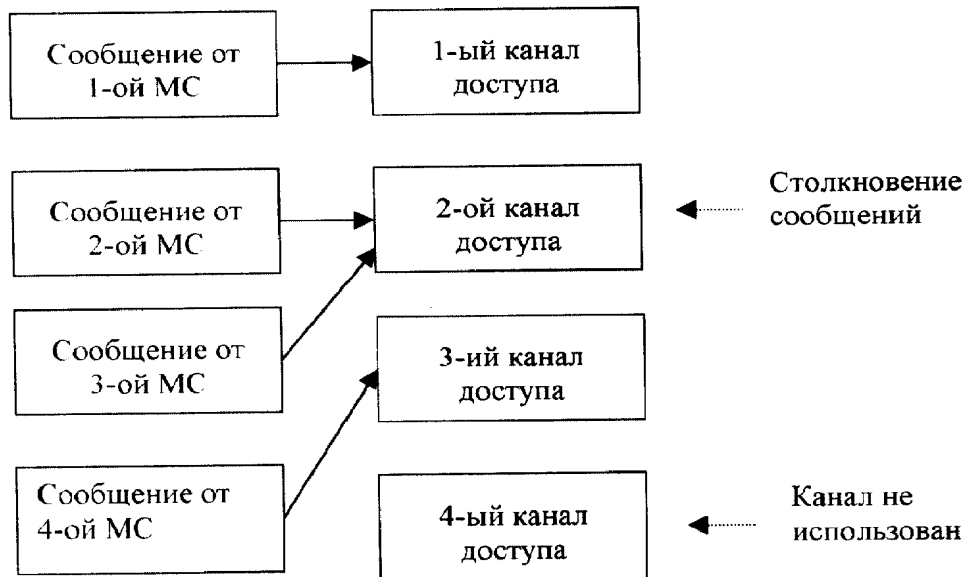 Сообщение от
1-ой МС
1-ый канал
доступа
Сообщение от
2-ой МС
2-ой канал
доступа
Столкновение
сообщений
Сообщение от
3-ой МС
3-ий канал
доступа
Сообщение от
4-ой МС
4-ый канал
доступа
Канал не
использован